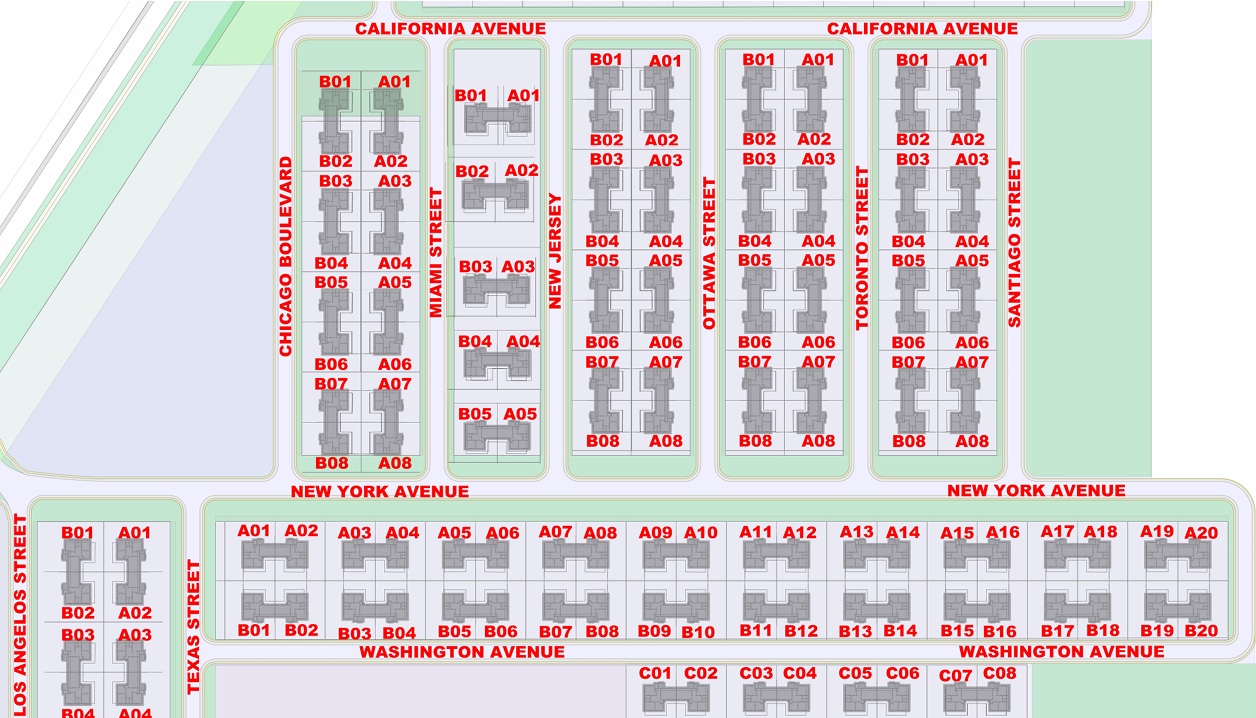 CALIFORNIA AVENUE CALIFORNIA AVENUE
B01 A01 B01 A01 B01 A01 B01 A01
B01 A01
B02 A02 B02 A02 B02 A02
B02 A02
B03 A03 B03 A03 B03 A03
B02 A02
B03 A03
B04 A04 B04 A04 B04 A04
B04 A04
B05 A05 B05 A05 B05 A05
B03 A03
B05 A05
B06 A06 B06 A06 B06 A06
B04 A04
B06 A06
B07 A07 B07 A07 B07 A07
B07 A07
B05 A05
B08 A08 B08 A08 B08 A08
B08 A08
CHICAGO BOULEVARD
MIAMI STREET
NEW JERSEY
OTTAWA STREET
TORONTO STREET
SANTIAGO STREET
NEW YORK AVENUE NEW YORK AVENUE
B01 A01
A01 A02 A03 A04 A05 A06 A07 A08 A09 A10 A11 A12 A13 A14 A15 A16 A17 A18 A19 A20
B02 A02
B01 B02 B03 B04 B05 B06 B07 B08 B09 B10 B11 B12 B13 B14 B15 B16 B17 B18 B19 B20
B03 A03
WASHINGTON AVENUE WASHINGTON AVENUE
C01 C02 C03 C04 C05 C06 C07 C08
B04 A04
LOS ANGELOS STREET
TEXAS STREET